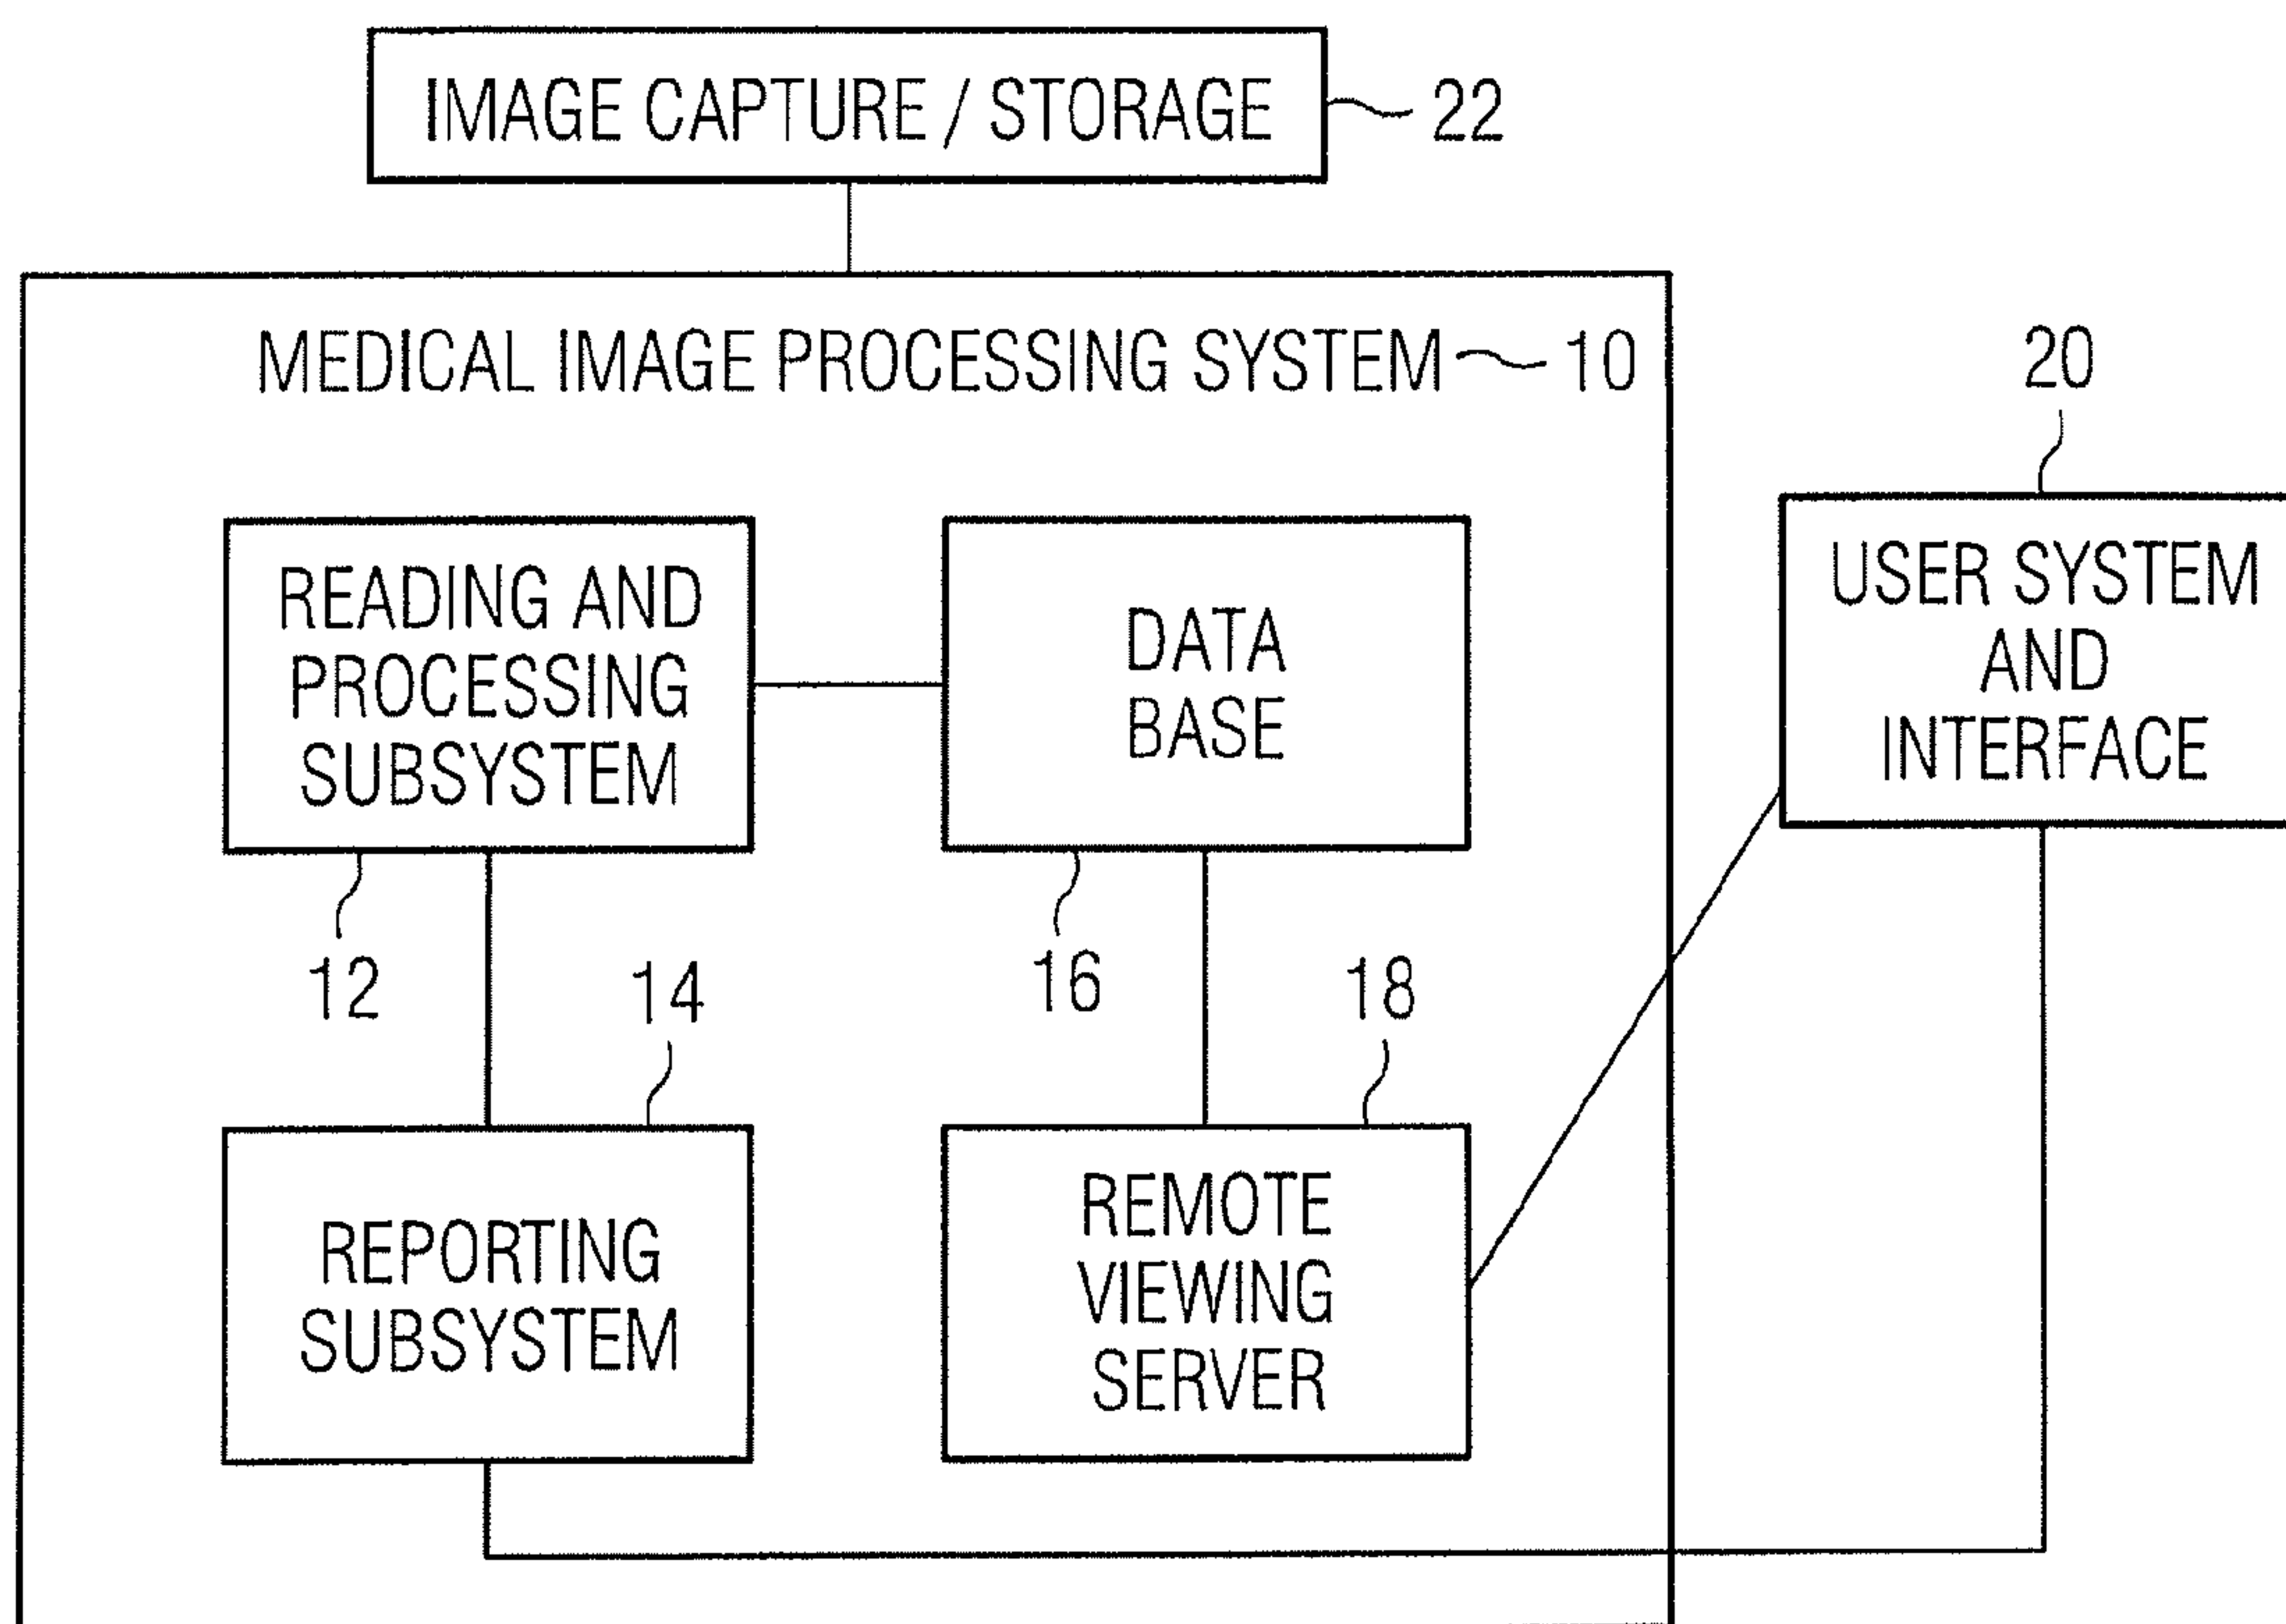 IMAGE CAPTURE / STORAGE 22
MEDICAL IMAGE PROCESSING SYSTEM 10
20
READING AND
PROCESSING
SUBSYSTEM
12
DATA
BASE
16
USER SYSTEM
AND
INTERFACE
14
REPORTING
SUBSYSTEM
18
REMOTE
VIEWING
SERVER